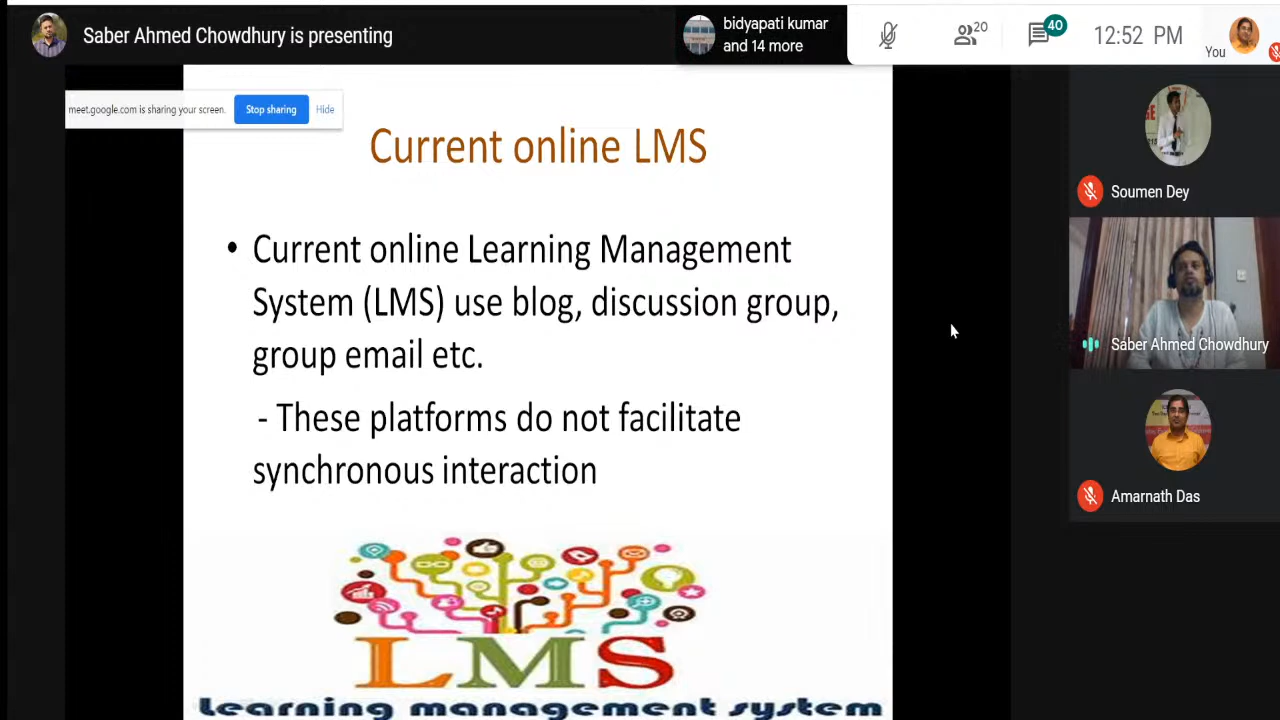 Saber Ahmed Chowdhury is presenting
bidyapati kumar
and 14 more
20
40
12:52 PM
You
meet.google.com is sharing your screen.
Stop sharing
Hide
Current online LMS
• Current online Learning Management
System (LMS) use blog, discussion group,
group email etc.
- These platforms do not facilitate
synchronous interaction
LMS
Learning management system
Soumen Dey
Saber Ahmed Chowdhury
Amarnath Das